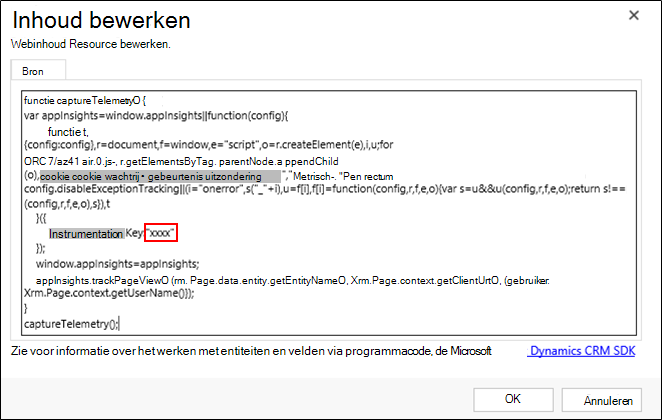 Inhoud bewerken
Webinhoud Resource bewerken.
Bron
functie captureTelemetryO {
var appInsights=window.appInsights||function(config){
functie t,
{config:config},r=document,f=window,e="script",o=r.createElement(e),i,u;for
ORC 7/az41 air.0.js-, r.getElementsByTag. parentNode.a ppendChild
(o),cookie cookie wachtrij• gebeurtenis uitzondering ","Metrisch-. "Pen rectum
config.disableExceptionTracking||(i="onerror",s("_"+i),u=f[i],f[i]=function(config,r,f,e,o){var s=u&&u(config,r,f,e,o);return s!==
(config,r,f,e,o),s}),t
}({
Instrumentation Key:"xxxx"
});
window.appInsights=appInsights;
appInsights.trackPageViewO (rm. Page.data.entity.getEntityNameO, Xrm.Page.context.getClientUrtO, (gebruiker.
Xrm.Page.context.getUserName()});
}
captureTelemetry();
Zie voor informatie over het werken met entiteiten en velden via programmacode, de Microsoft Dynamics CRM SDK
OK Annuleren